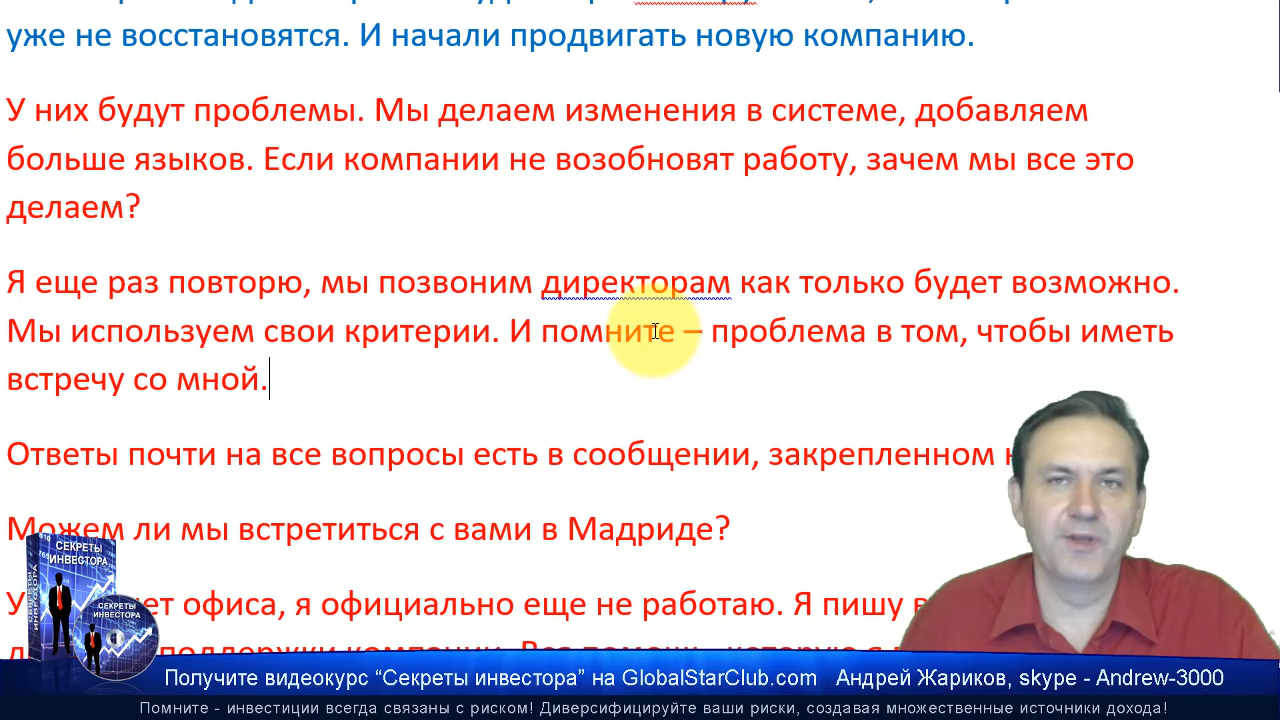 уже не восстановятся. И начали продвигать новую компанию.
У них будут проблемы. Мы делаем изменения в системе, добавляем
больше языков. Если компании не возобновят работу, зачем мы все это
делаем?
Я еще раз повторю, мы позвоним директорам как только будет возможно.
Мы используем свои критерии. И помните – проблема в том, чтобы иметь
встречу со мной.
Ответы почти на все вопросы есть в сообщении, закрепленном
Можем ли мы встретиться с вами в Мадриде?
офиса, я официально еще не работаю. Я пишу
СЕКРЕТЫ
ИНВЕСТОРА
СЕКРЕТЫ
ИНВЕСТОРА
Получите видеокурс “Секреты инвестора” на GlobalStarClub.com Андрей Жариков, skype - Andrew-3000
Помните - инвестиции всегда связаны с риском! Диверсифицируйте ваши риски, создавая множественные источники дохода!